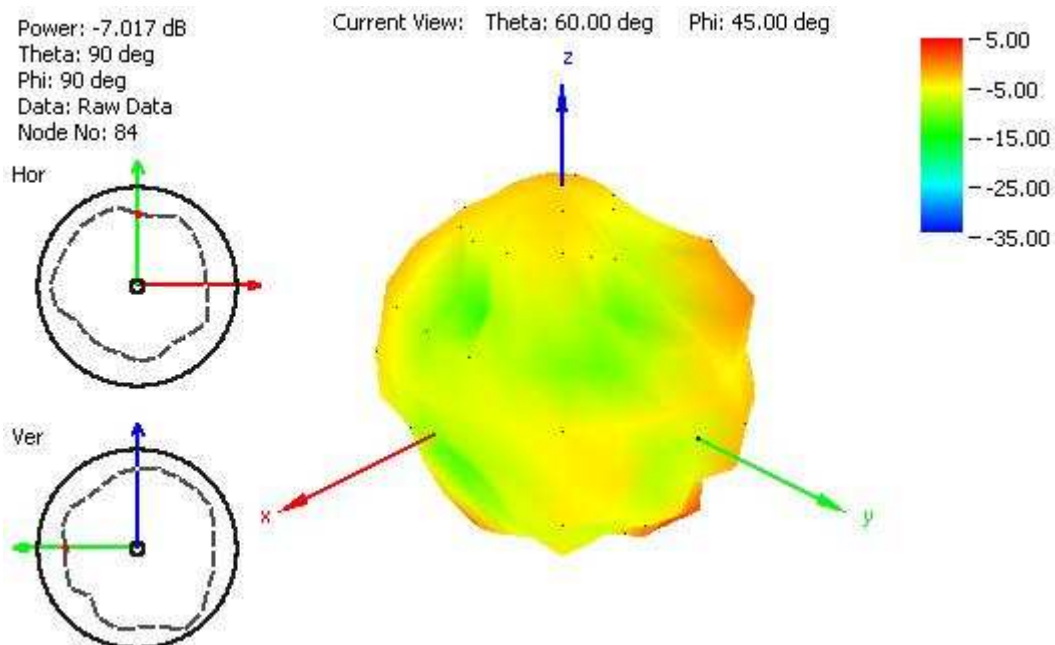 Power: -7.017 dB
Theta: 90 deg
Phi: 90 deg
Data: Raw Data
Node No: 84
Current View: Theta: 60.00 deg Phi: 45.00 deg
5.00
-5.00
-15.00
-25.00
-35.00
z
Hor
Ver
x
y